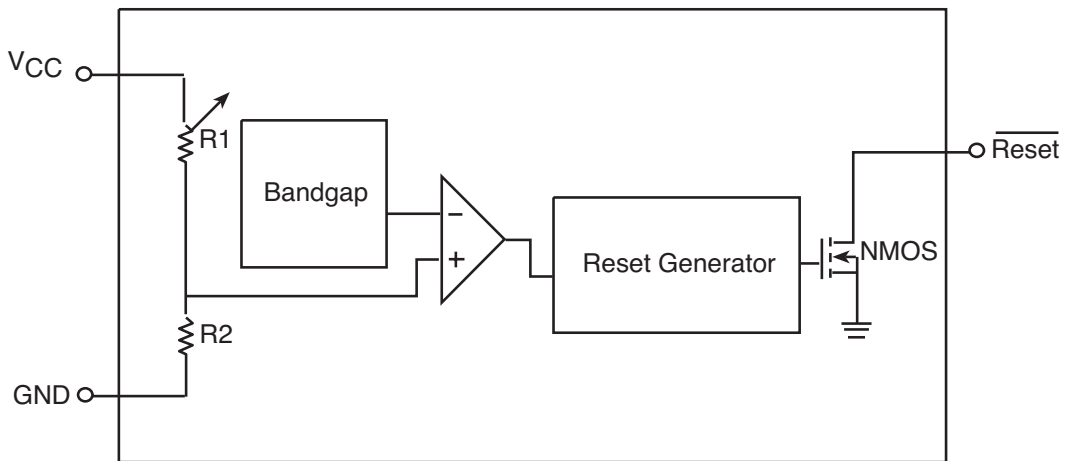 VCC
R1
Reset
Bandgap
−
NMOS
+
Reset Generator
R2
GND